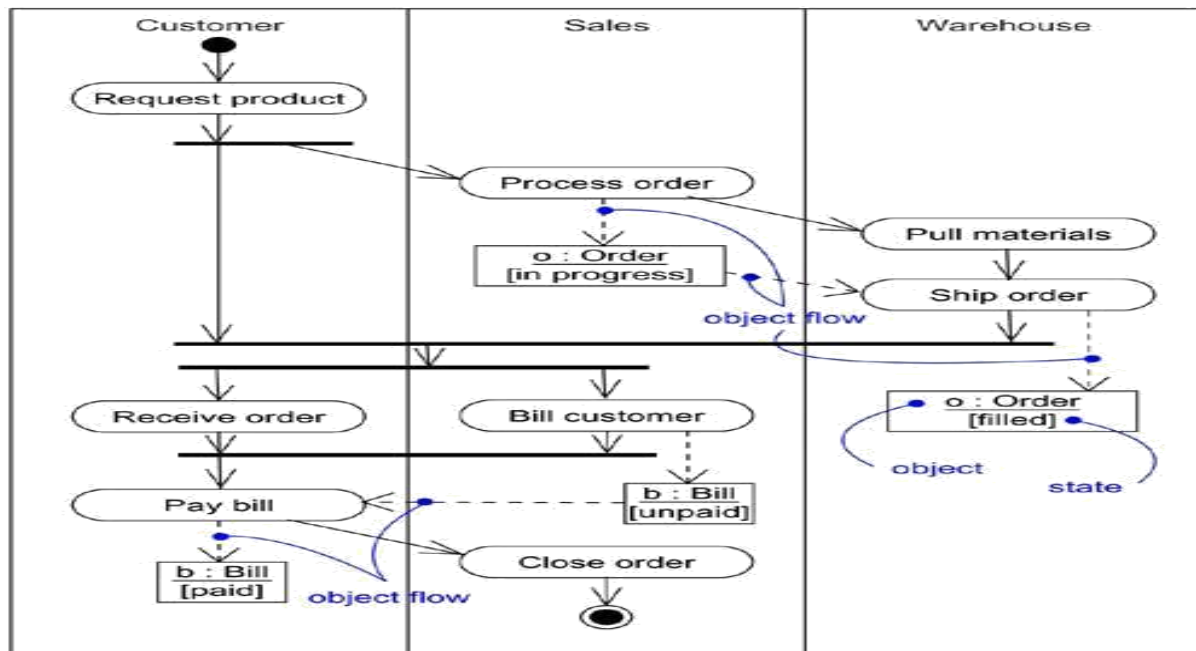 Customer
Sales
Warehouse
Request product
Process order
Pull materials
o : Order
[in progress]
Ship order
object flow
Receive order
Bill customer
o : Order
[filled]
object
state
Pay bill
b : Bill
[unpaid]
Close order
b : Bill
[paid]
object flow